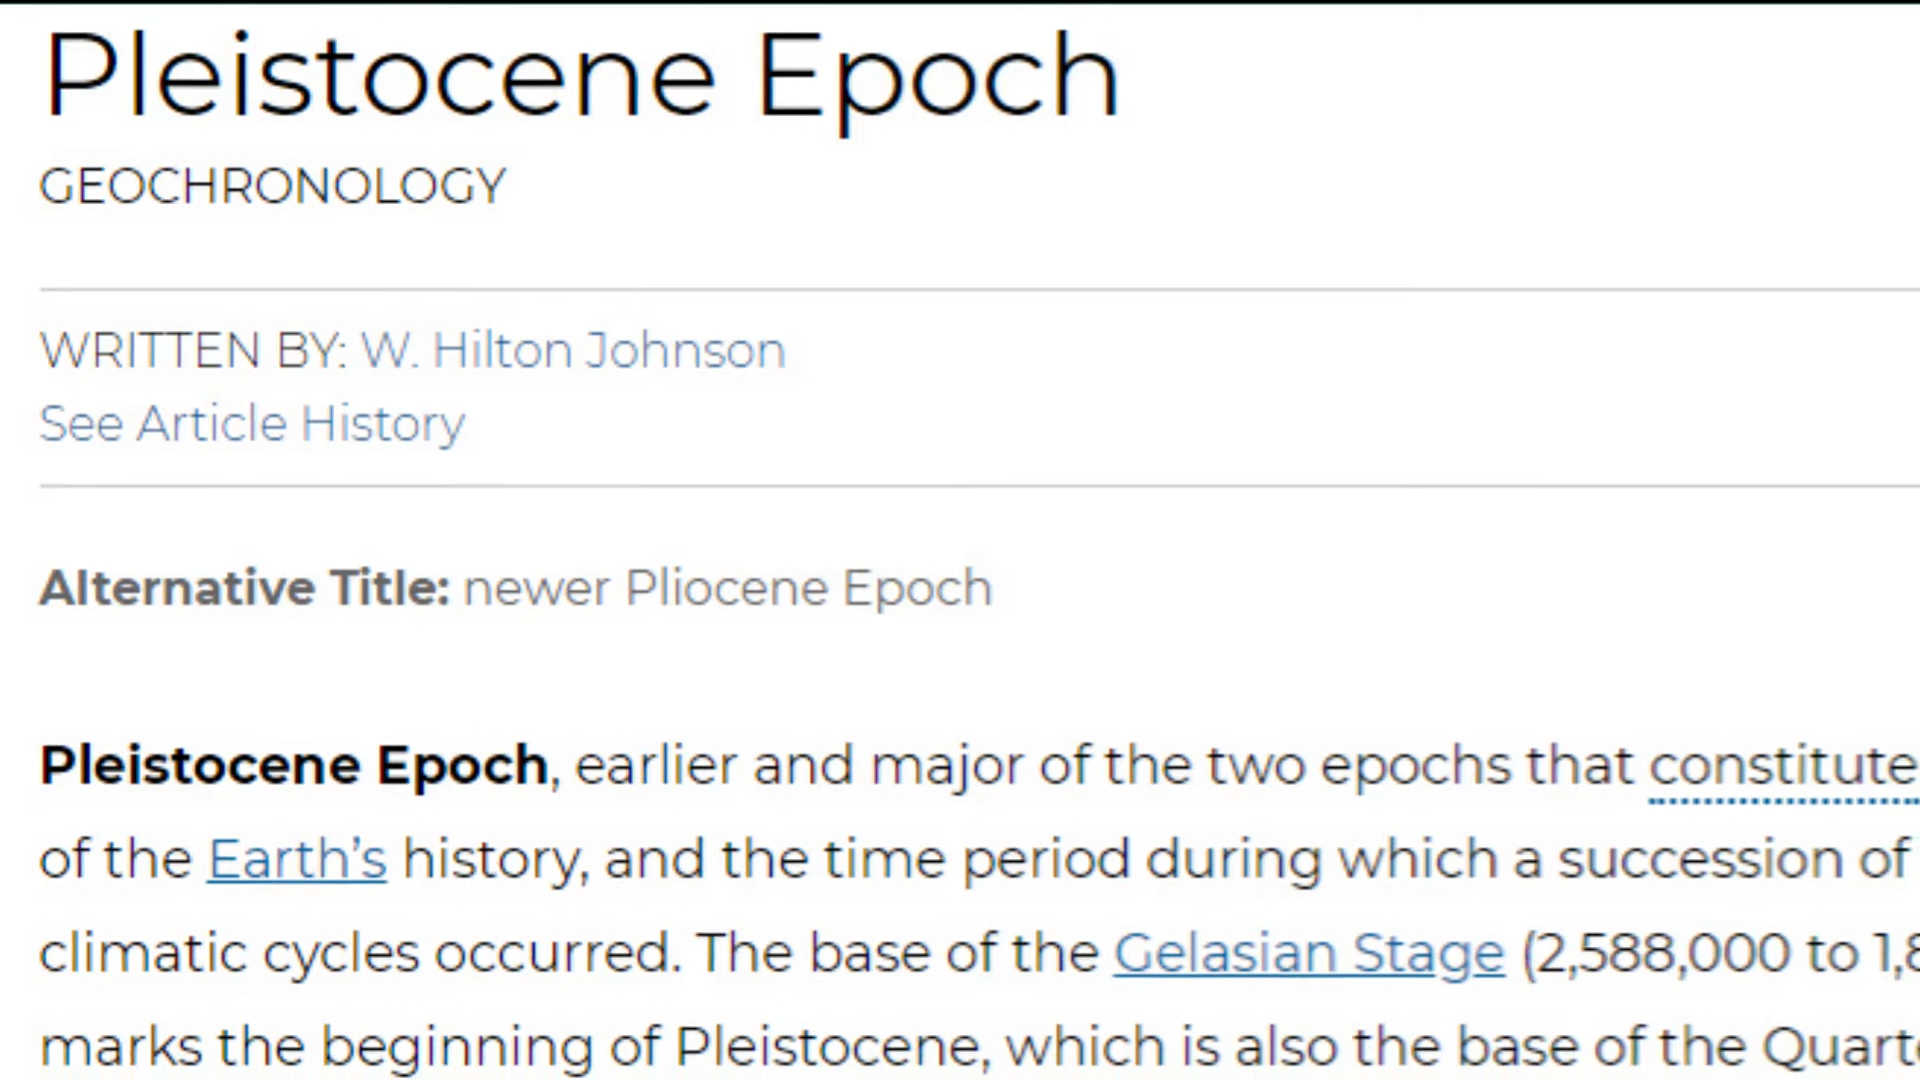 Pleistocene Epoch
GEOCHRONOLOGY
WRITTEN BY: W. Hilton Johnson
See Article History
Alternative Title: newer Pliocene Epoch
Pleistocene Epoch, earlier and major of the two epochs that constitute
of the Earth’s history, and the time period during which a succession of
climatic cycles occurred. The base of the Gelasian Stage (2,588,000 to
marks the beginning of Pleistocene, which is also the base of the